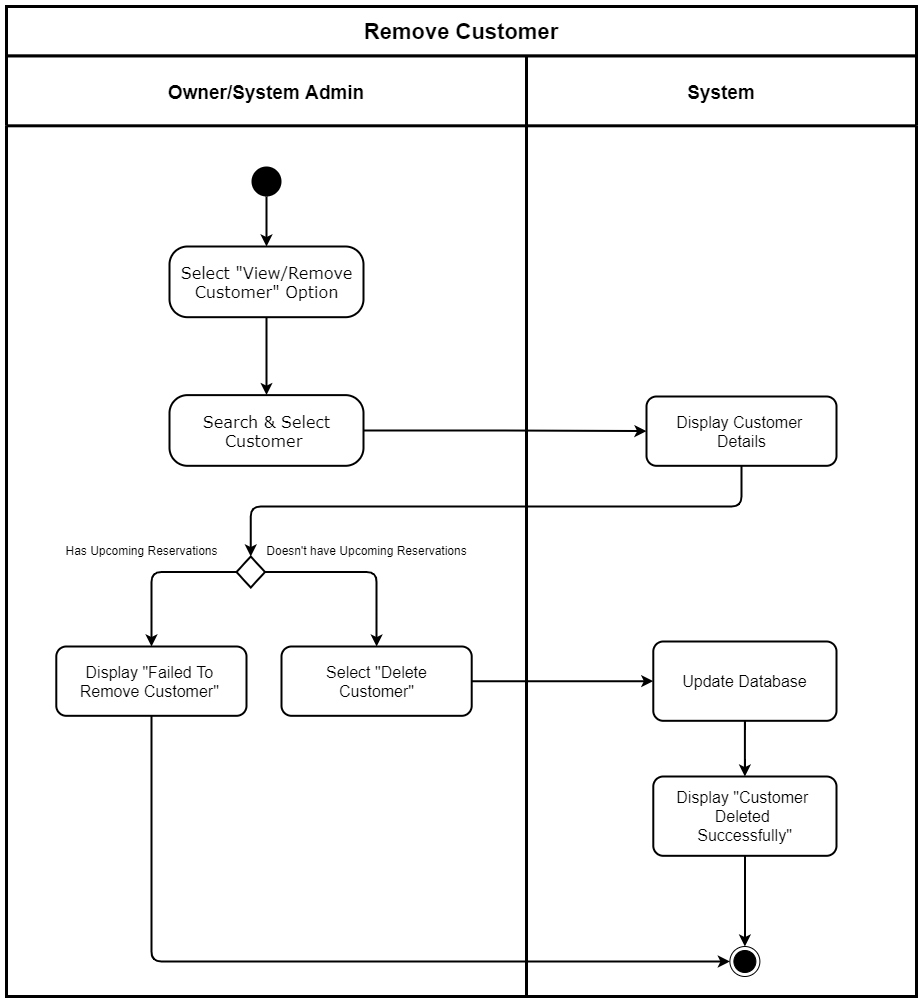 Remove Customer
Owner/System Admin
System
Select "View/Remove
Customer" Option
Search & Select
Customer
Display Customer
Details
Has Upcoming Reservations
Doesn't have Upcoming Reservations
Display "Failed To
Remove Customer"
Select "Delete
Customer"
Update Database
Display "Customer
Deleted
Successfully"